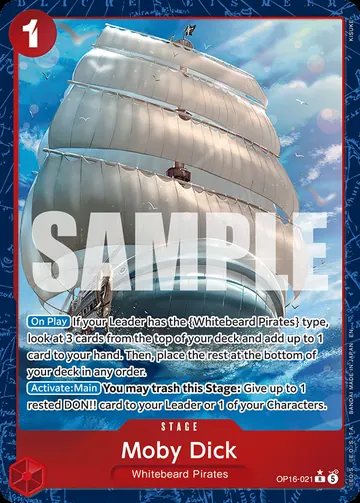 1
SAMPLE
On Play If your Leader has the {Whitebeard Pirates} type,
look at 3 cards from the top of your deck and add up to 1
card to your hand. Then, place the rest at the bottom of
your deck in any order.
Activate:Main You may trash this Stage: Give up to 1
rested DON!! card to your Leader or 1 of your Characters.
STAGE
Moby Dick
Whitebeard Pirates
OP16-021 R 5